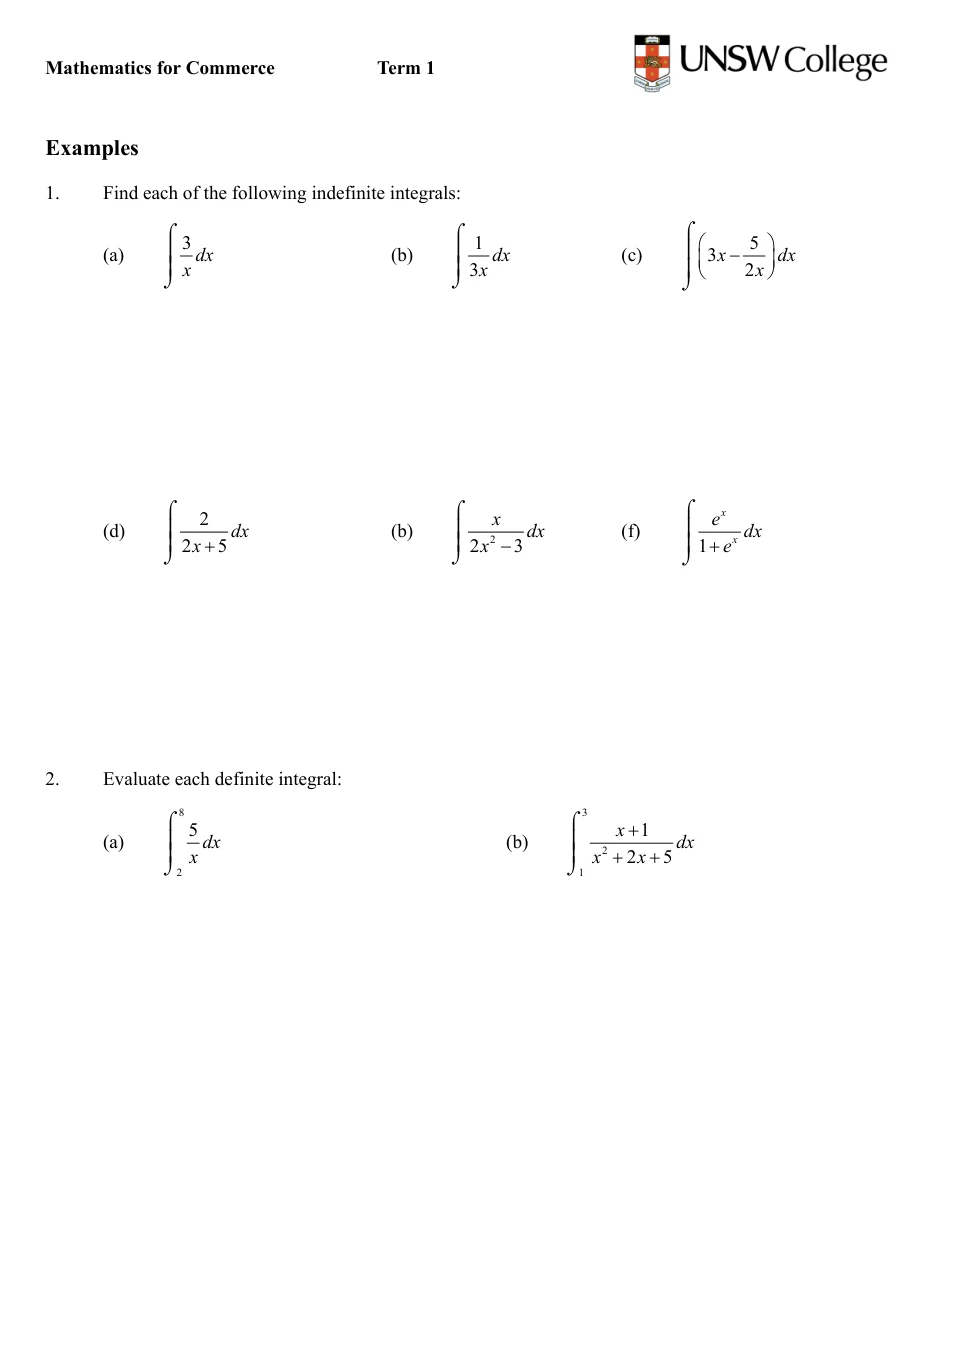 Mathematics for Commerce Term 1 UNSW College
Examples
1. Find each of the following indefinite integrals:
(a) ∫ 3/x dx (b) ∫ 1/3x dx (c) ∫ (3x − 5/2x) dx
(d) ∫ 2/(2x + 5) dx (b) ∫ x/(2x² − 3) dx (f) ∫ eˣ/(1 + eˣ) dx
2. Evaluate each definite integral:
(a) ∫₂⁸ 5/x dx (b) ∫₁³ (x + 1)/(x² + 2x + 5) dx